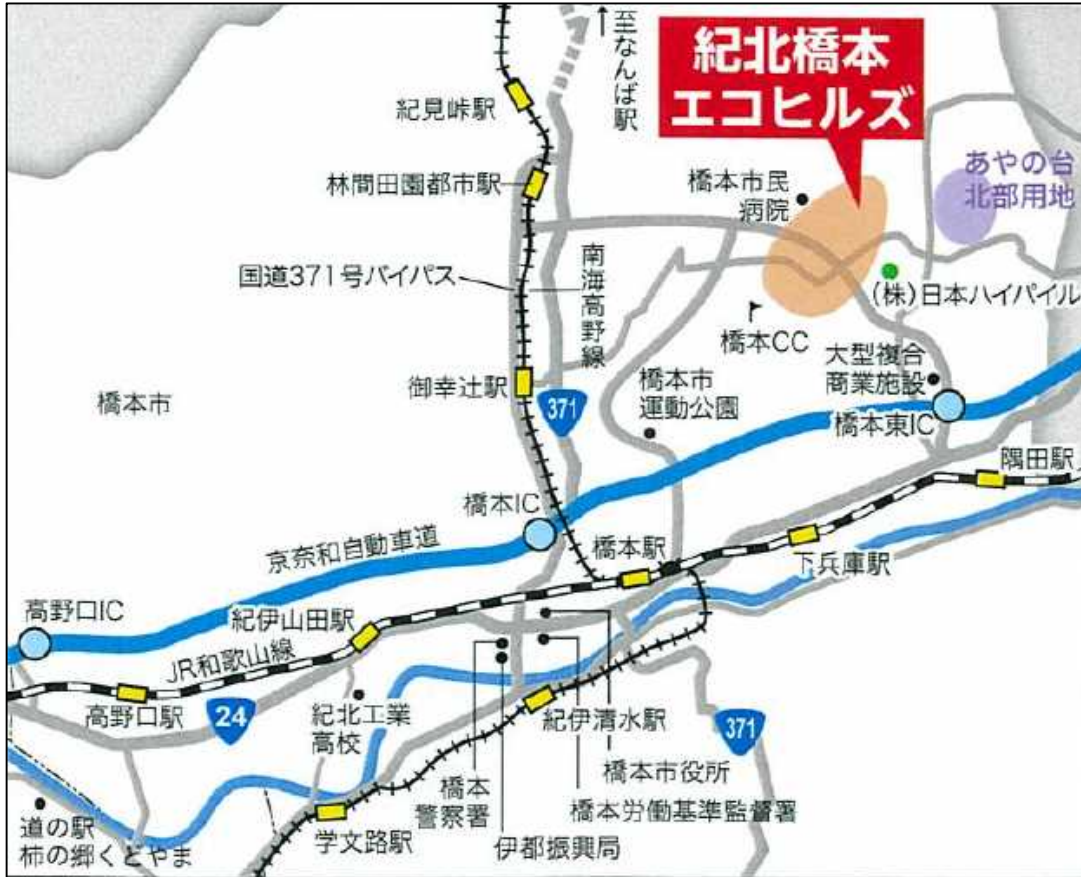 至なんば駅
紀北橋本
エコヒルズ
紀見峠駅
林間田園都市駅
橋本市民
病院
あやの台
北部用地
国道371号バイパス
南海高野線
(株)日本ハイパイル
橋本CC
大型複合
商業施設
御幸辻駅
371
橋本市
運動公園
橋本市
橋本東IC
隅田駅
橋本IC
京奈和自動車道
橋本駅
下兵庫駅
高野口IC
紀伊山田駅
JR和歌山線
高野口駅
24
紀北工業
高校
紀伊清水駅
371
橋本市役所
橋本
警察署
橋本労働基準監督署
伊都振興局
学文路駅
道の駅
柿の郷くどやま